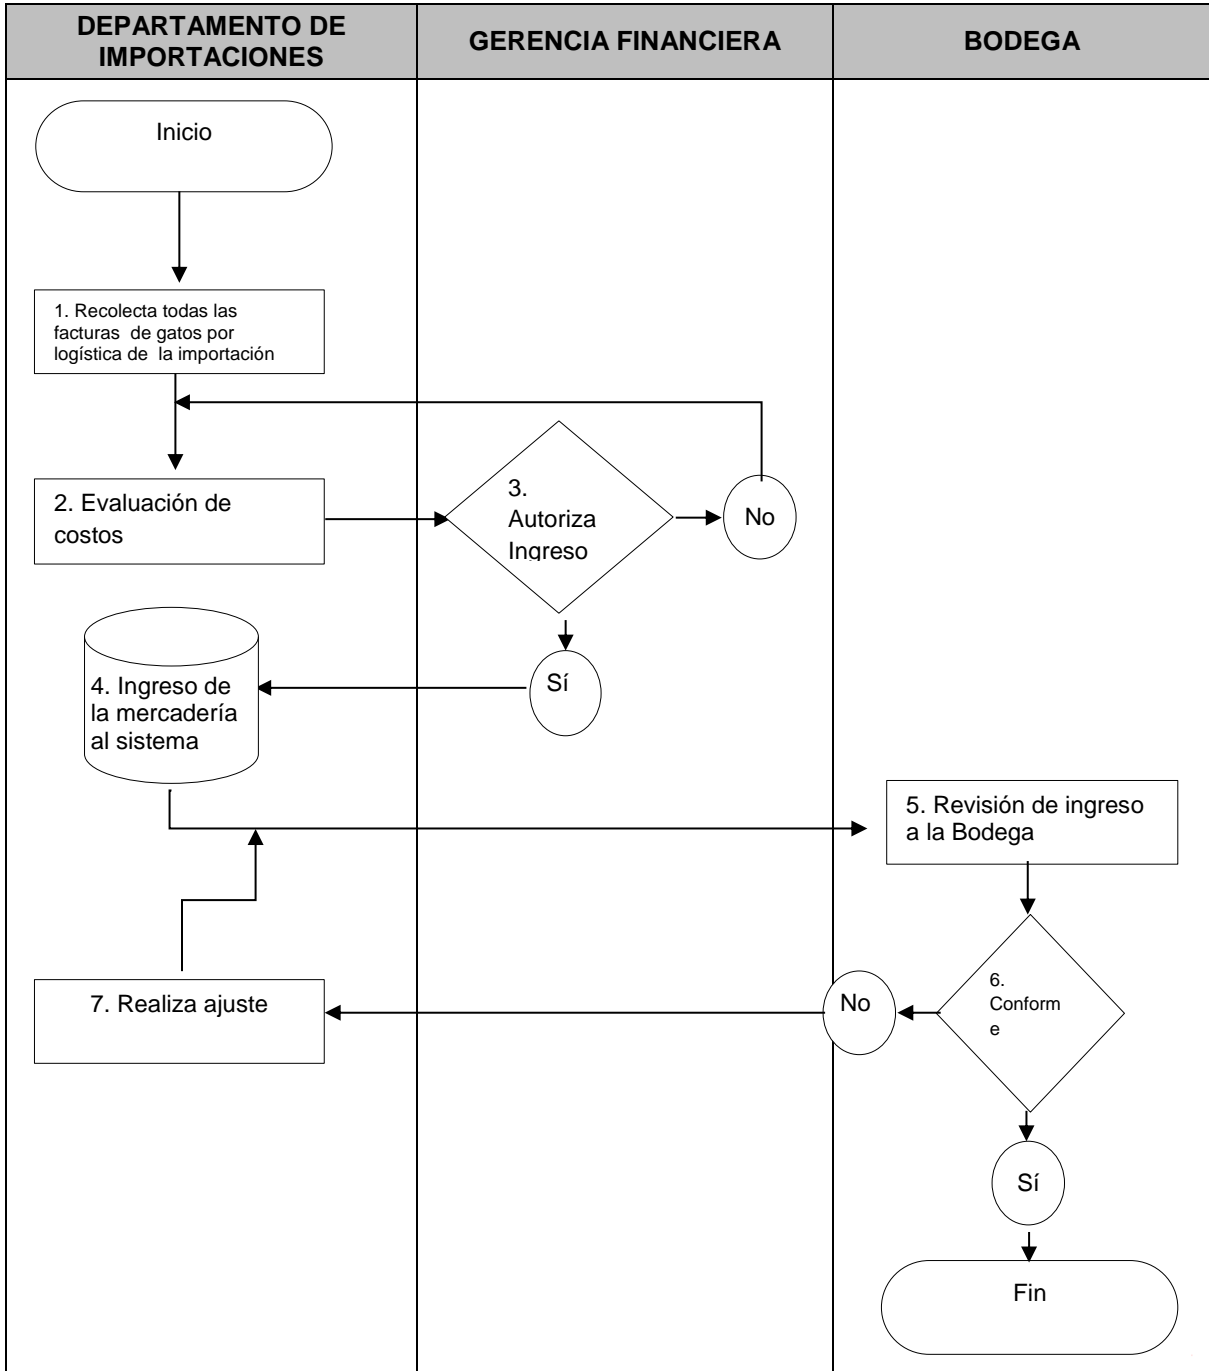 DEPARTAMENTO DE
IMPORTACIONES
GERENCIA FINANCIERA
BODEGA
Inicio
1. Recolecta todas las
facturas de gatos por
logística de la importación
2. Evaluación de
costos
3.
Autoriza
Ingreso
No
4. Ingreso de
la mercadería
al sistema
Sí
5. Revisión de ingreso
a la Bodega
6.
Conform
e
No
7. Realiza ajuste
Sí
Fin